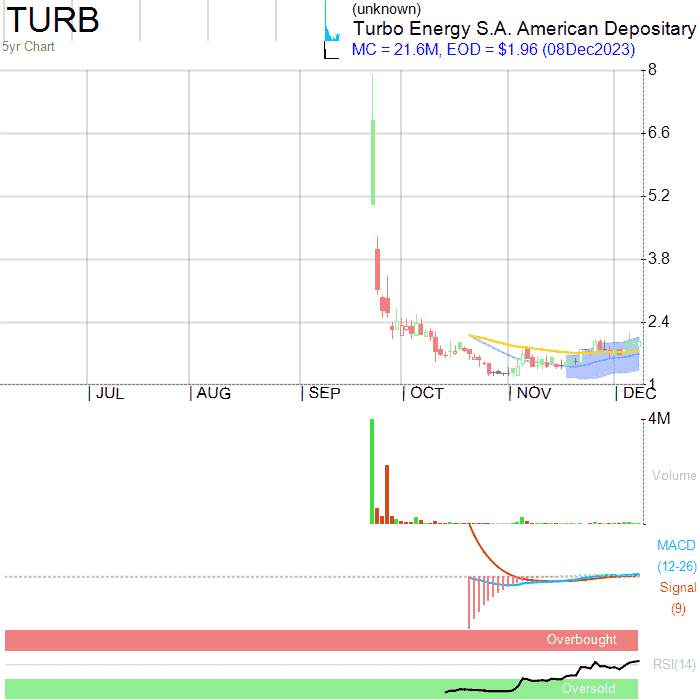 TURB
(unknown)
Turbo Energy S.A. American Depositary
5yr Chart
MC = 21.6M, EOD = $1.96 (08Dec2023)
8
6.6
5.2
3.8
2.4
1
JUL AUG SEP OCT NOV DEC
4M
Volume
MACD
(12-26)
Signal
(9)
Overbought
RSI(14)
Oversold